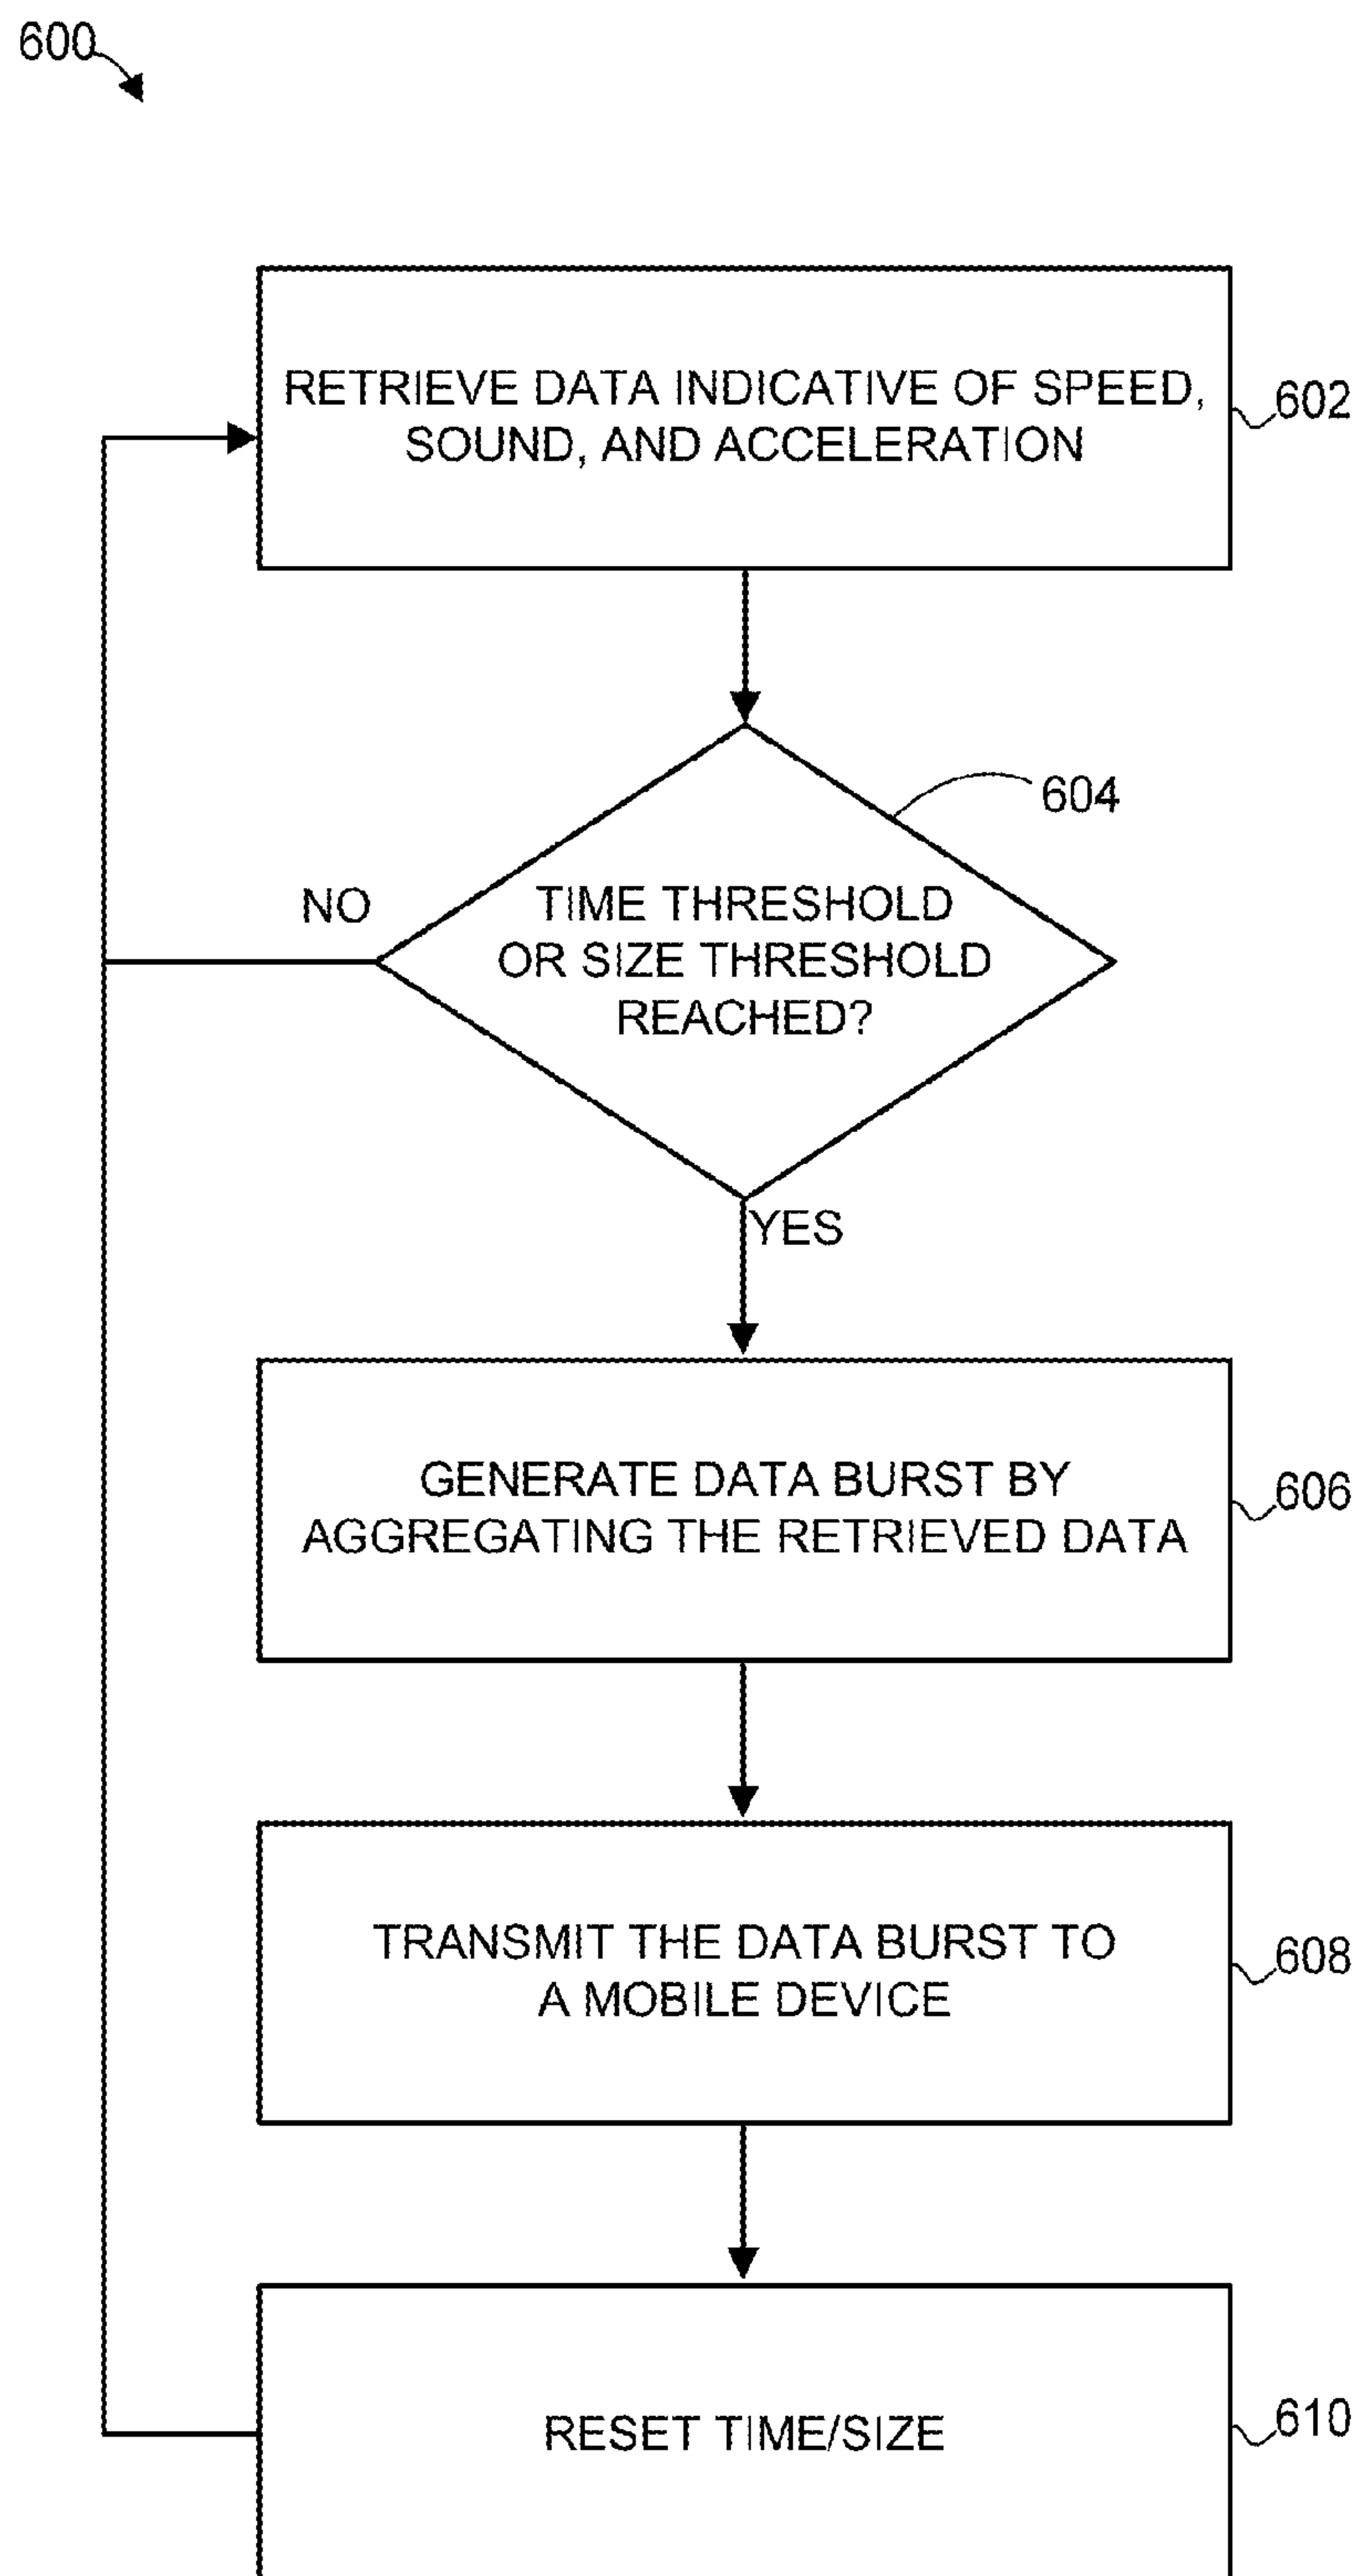 600
RETRIEVE DATA INDICATIVE OF SPEED,
SOUND, AND ACCELERATION
602
604
NO
TIME THRESHOLD
OR SIZE THRESHOLD
REACHED?
YES
GENERATE DATA BURST BY
AGGREGATING THE RETRIEVED DATA
606
TRANSMIT THE DATA BURST TO
A MOBILE DEVICE
608
RESET TIME/SIZE
610